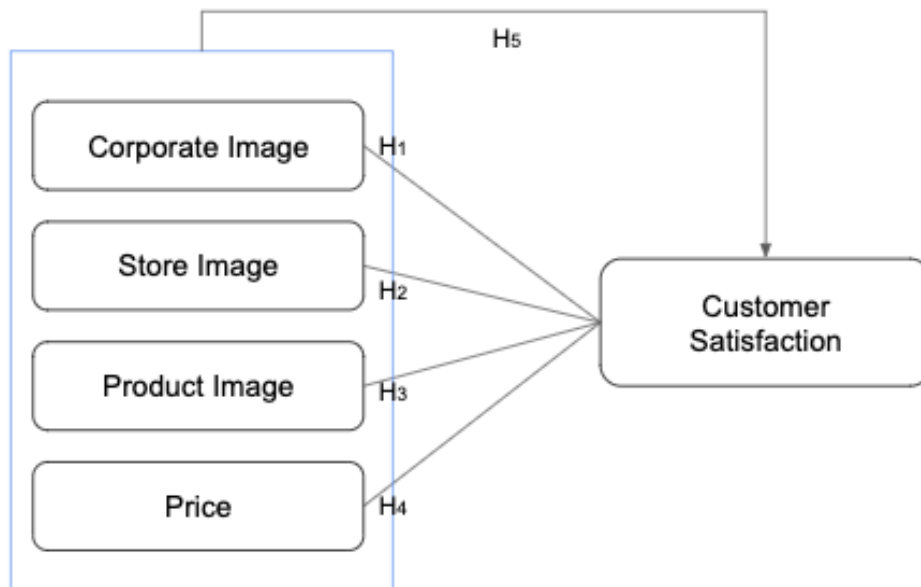 H5
Corporate Image
H1
Store Image
H2
Customer
Satisfaction
Product Image
H3
Price
H4